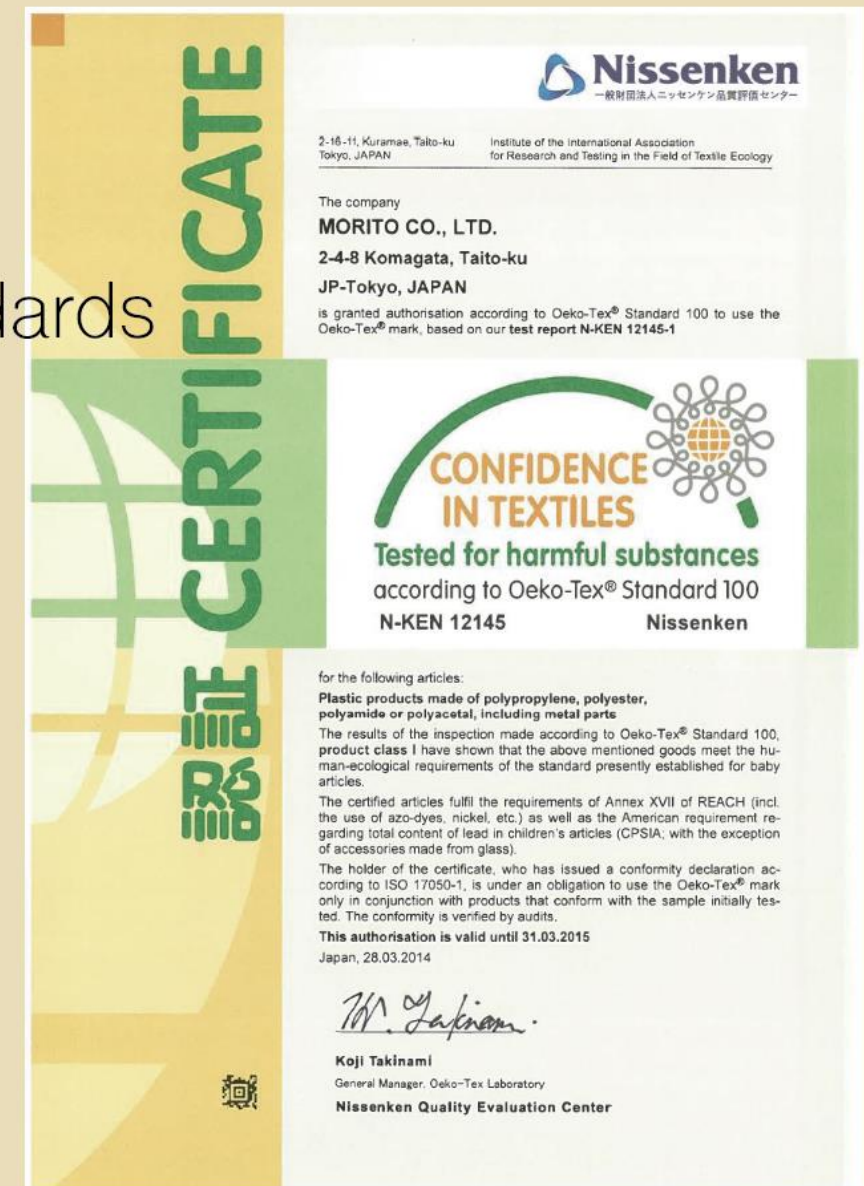 dards
CERTIFICATE
認証
Nissenken
一般財団法人ニッセンケン品質評価センター
2-16-11, Kuramae, Taito-ku
Tokyo, JAPAN
Institute of the International Association
for Research and Testing in the Field of Textile Ecology
The company
MORITO CO., LTD.
2-4-8 Komagata, Taito-ku
JP-Tokyo, JAPAN
is granted authorisation according to Oeko-Tex® Standard 100 to use the
Oeko-Tex® mark, based on our test report N-KEN 12145-1
CONFIDENCE
IN TEXTILES
Tested for harmful substances
according to Oeko-Tex® Standard 100
N-KEN 12145 Nissenken
for the following articles:
Plastic products made of polypropylene, polyester,
polyamide or polyacetal, including metal parts
The results of the inspection made according to Oeko-Tex® Standard 100,
product class I have shown that the above mentioned goods meet the hu-
man-ecological requirements of the standard presently established for baby
articles.
The certified articles fulfil the requirements of Annex XVII of REACH (incl.
the use of azo-dyes, nickel, etc.) as well as the American requirement re-
garding total content of lead in children's articles (CPSIA; with the exception
of accessories made from glass).
The holder of the certificate, who has issued a conformity declaration ac-
cording to ISO 17050-1, is under an obligation to use the Oeko-Tex® mark
only in conjunction with products that conform with the sample initially tes-
ted. The conformity is verified by audits.
This authorisation is valid until 31.03.2015
Japan, 28.03.2014
Koji Takinami
General Manager, Oeko-Tex Laboratory
Nissenken Quality Evaluation Center